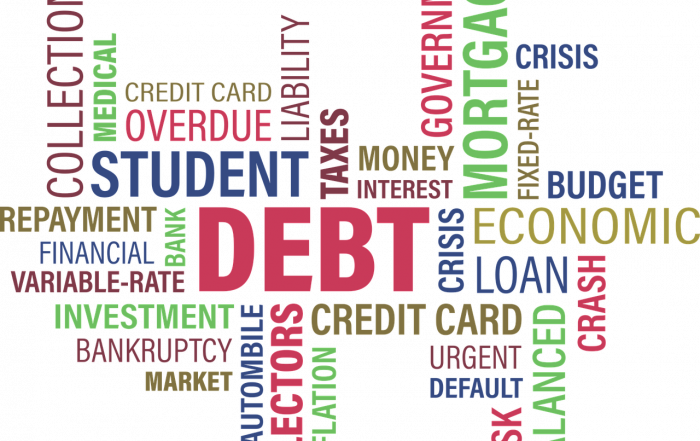 COLLECTION
MEDICAL
CREDIT CARD
OVERDUE
LIABILITY
TAXES
STUDENT
GOVERN
MORTGAG
CRISIS
FIXED-RATE
MONEY
INTEREST
BUDGET
REPAYMENT
FINANCIAL
VARIABLE-RATE
BANK
DEBT
CRISIS
ECONOMIC
LOAN
CRASH
INVESTMENT
BANKRUPTCY
MARKET
AUTOMBILE
LECTORS
FLATION
CREDIT CARD
URGENT
DEFAULT
SK
ALANCED